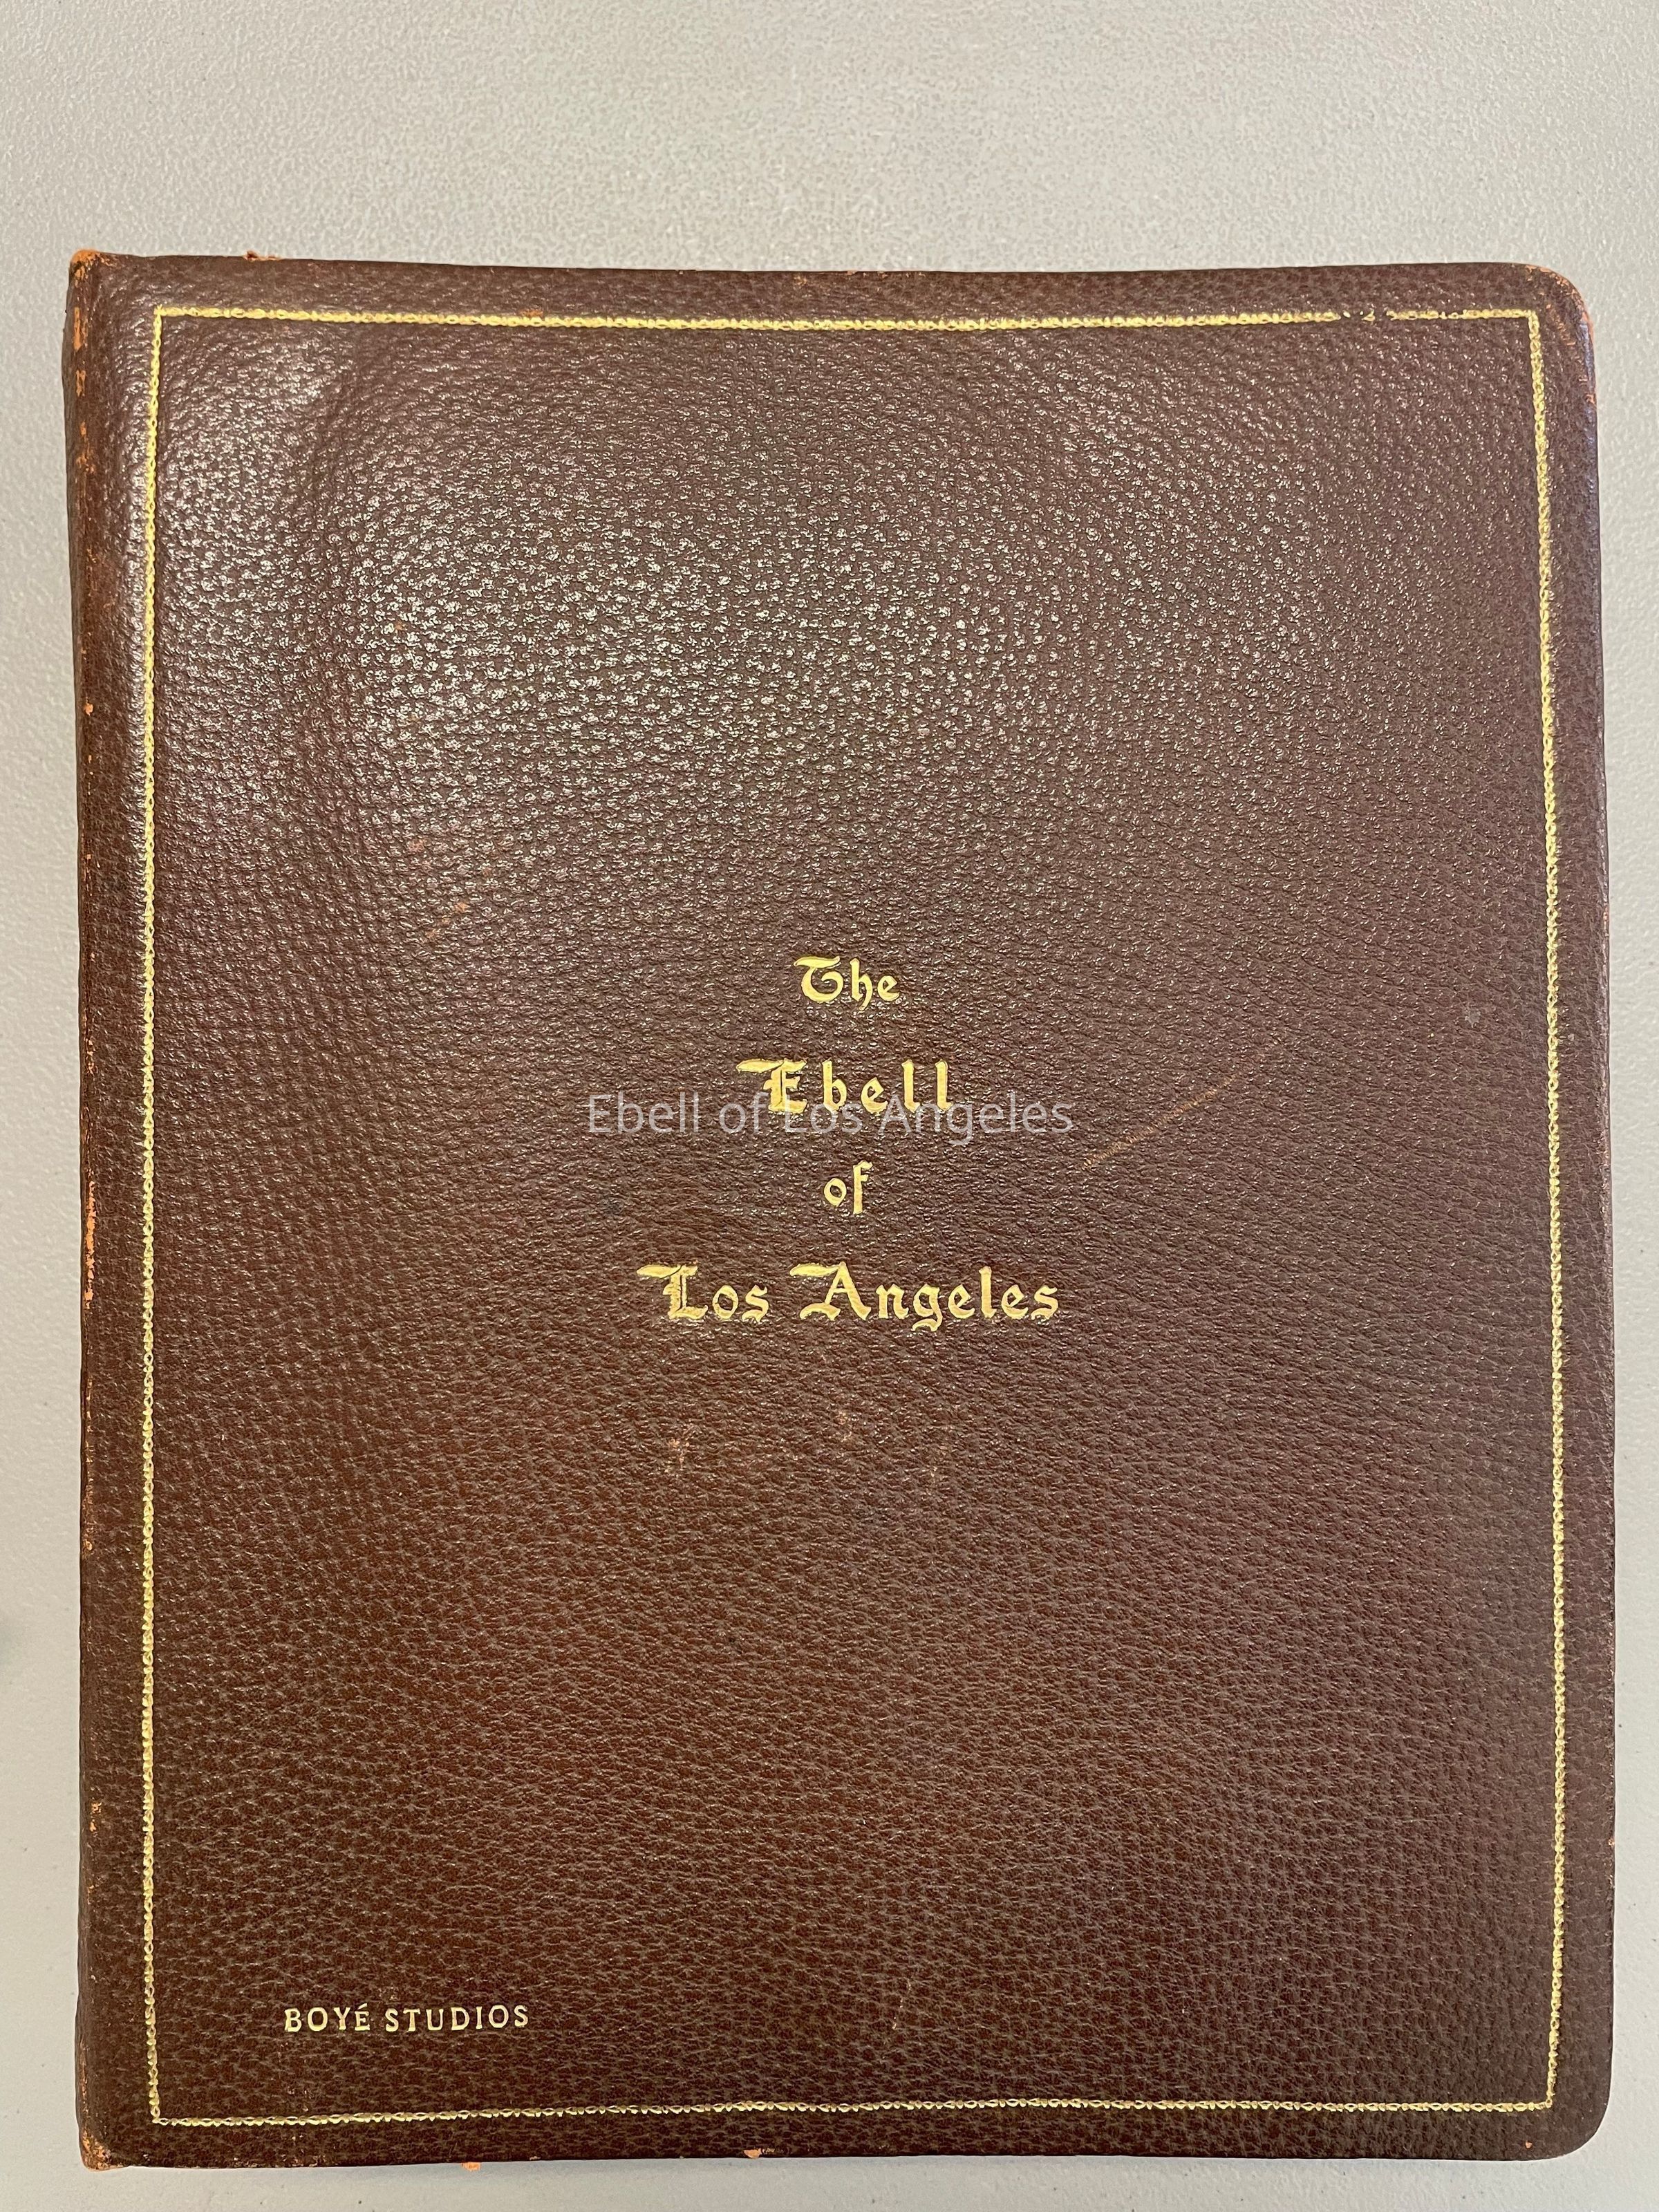 The
Ebell
Ebell of Los Angeles
of
Los Angeles
BOYÉ STUDIOS